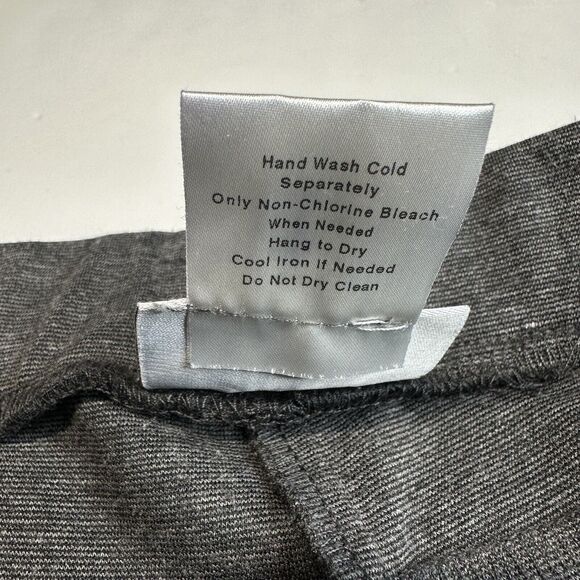 Hand Wash Cold
Separately
Only Non-Chlorine Bleach
When Needed
Hang to Dry
Cool Iron If Needed
Do Not Dry Clean